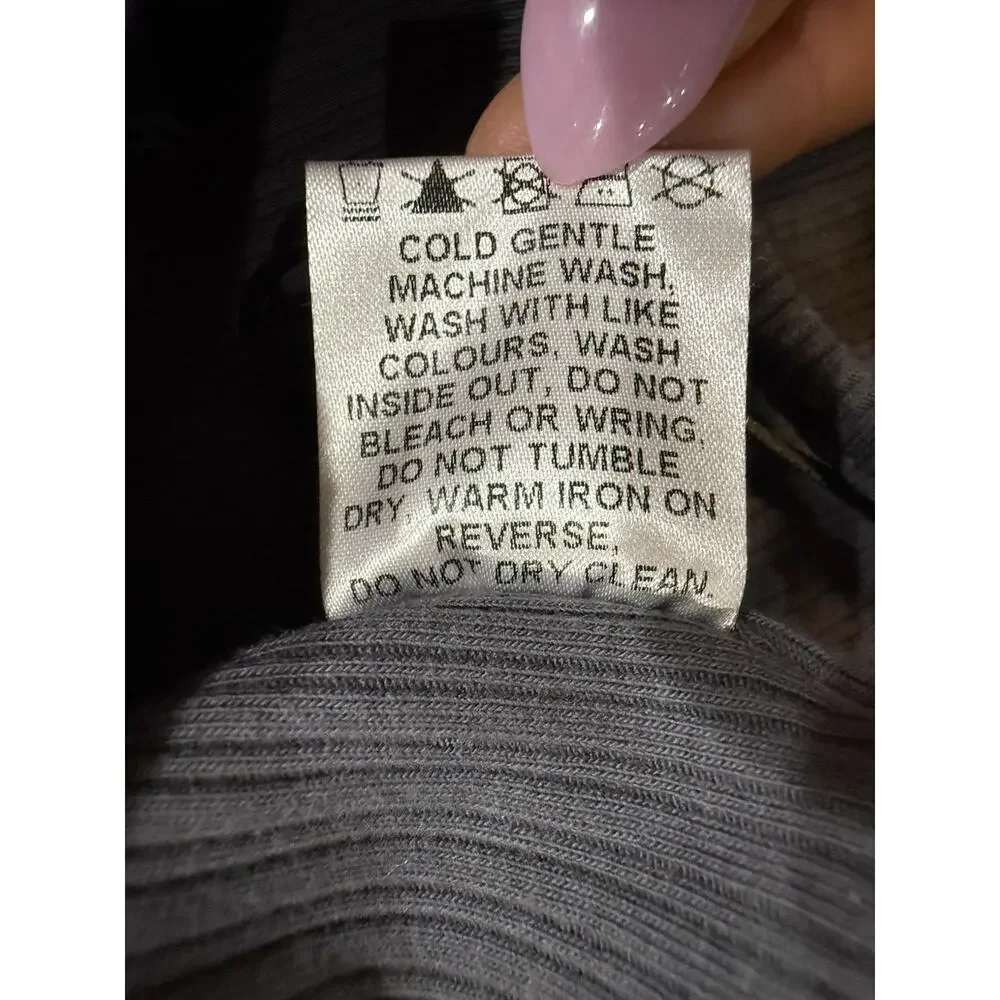 COLD GENTLE
MACHINE WASH,
WASH WITH LIKE
COLOURS, WASH
INSIDE OUT, DO NOT
BLEACH OR WRING,
DO NOT TUMBLE
DRY, WARM IRON ON
REVERSE,
DO NOT DRY CLEAN.